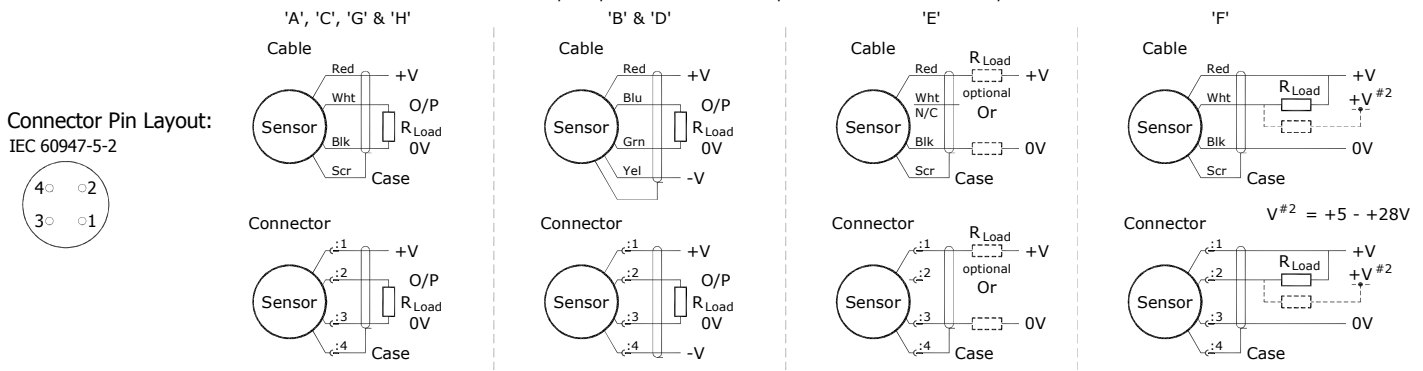 'A', 'C', 'G' & 'H'
Cable
Red
+V
Wht
O/P
Sensor
R Load
Blk
0V
Scr
Case
Connector
:1
+V
:2
O/P
Sensor
R Load
:3
0V
:4
Case
'B' & 'D'
Cable
Red
+V
Blu
O/P
Sensor
R Load
Grn
0V
Yel
-V
Connector
:1
+V
:2
O/P
Sensor
R Load
:3
0V
:4
-V
'E'
Cable
R Load
Red
+V
optional
Wht
N/C
Or
Sensor
Blk
0V
Scr
Case
Connector
R Load
:1
+V
optional
:2
Or
Sensor
:3
0V
:4
Case
'F'
Cable
Red
+V
R Load
Wht
+V #2
Sensor
Blk
0V
Scr
Case
V#2 = +5 - +28V
Connector
:1
+V
R Load
:2
+V #2
Sensor
:3
0V
:4
Case
Connector Pin Layout:
IEC 60947-5-2
4 2
3 1